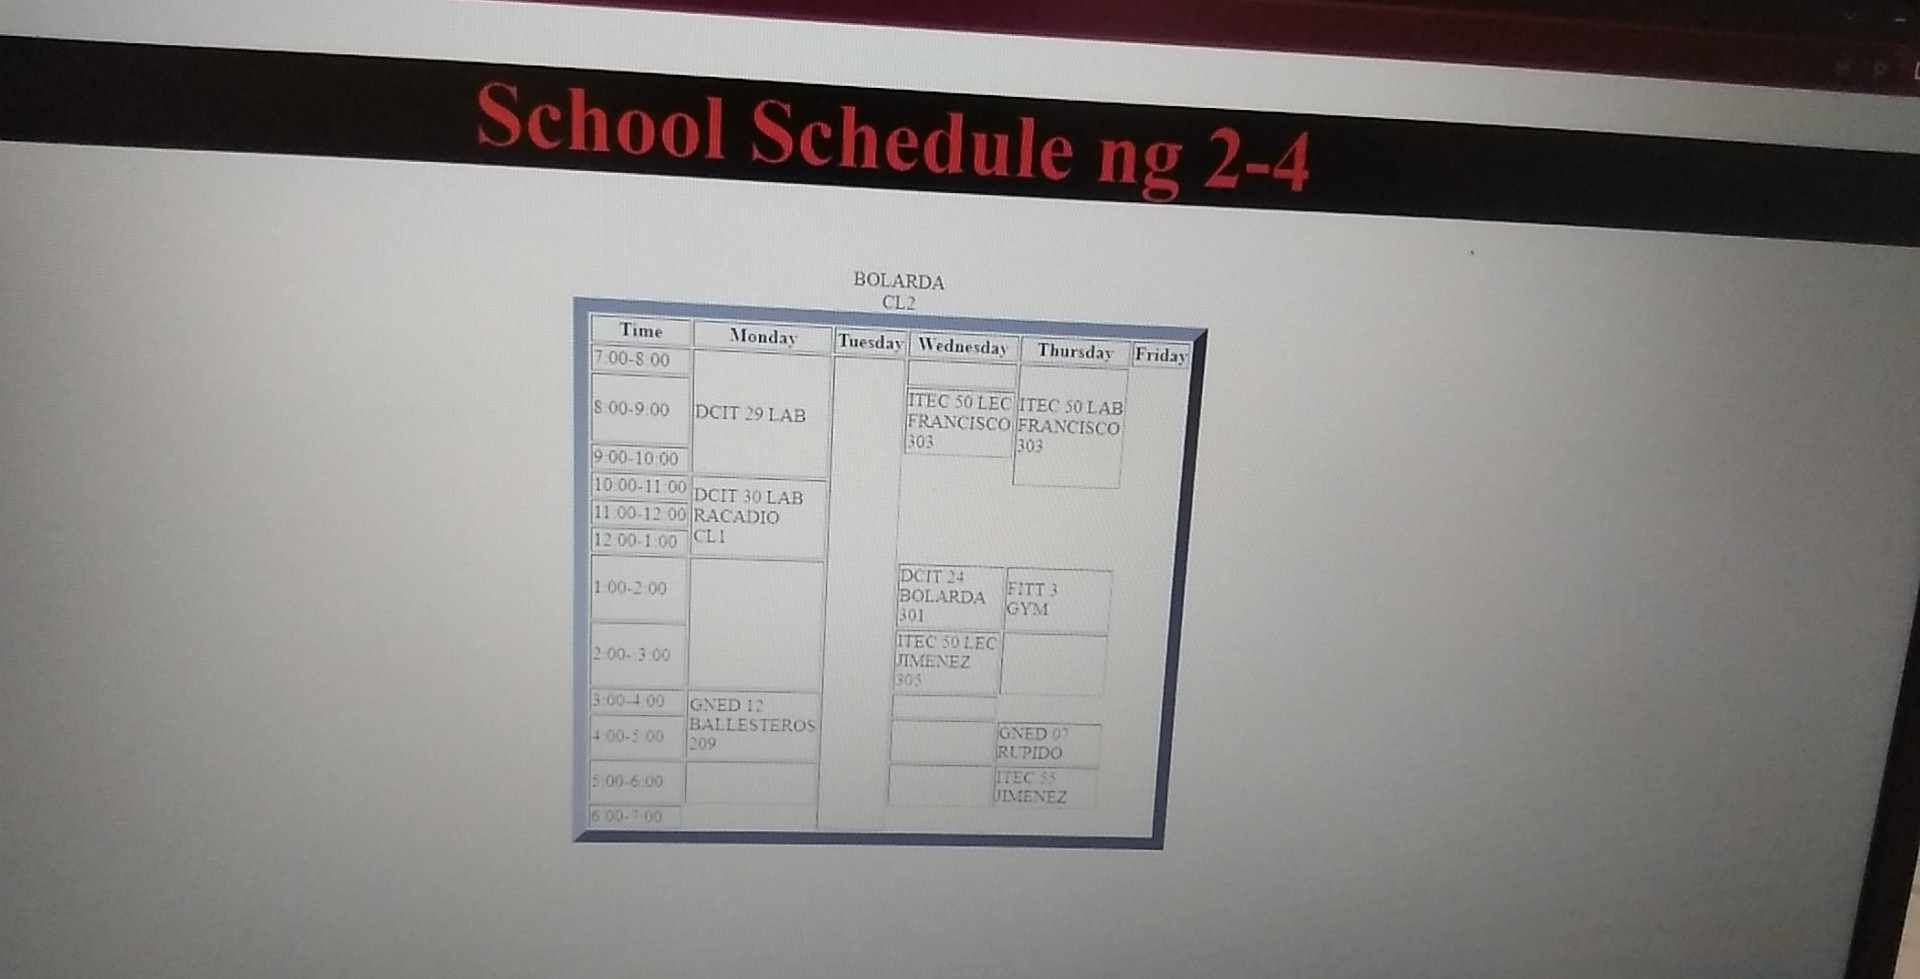 School Schedule ng 2-4
BOLARDA
CL2
Time Monday Tuesday Wednesday Thursday Friday
7:00-8:00
8:00-9:00
9:00-10:00
10:00-11:00
11:00-12:00
12:00-1:00
1:00-2:00
2:00- 3:00
3:00-4:00
4:00-5:00
5:00-6:00
6:00-7:00
DCIT 29 LAB
DCIT 30 LAB
RACADIO
CL1
GNED 12
BALLESTEROS
209
ITEC 50 LEC
FRANCISCO
303
DCIT 24
BOLARDA
301
ITEC 50 LEC
JIMENEZ
305
ITEC 50 LAB
FRANCISCO
303
FITT 3
GYM
GNED 07
RUPIDO
ITEC 55
JIMENEZ